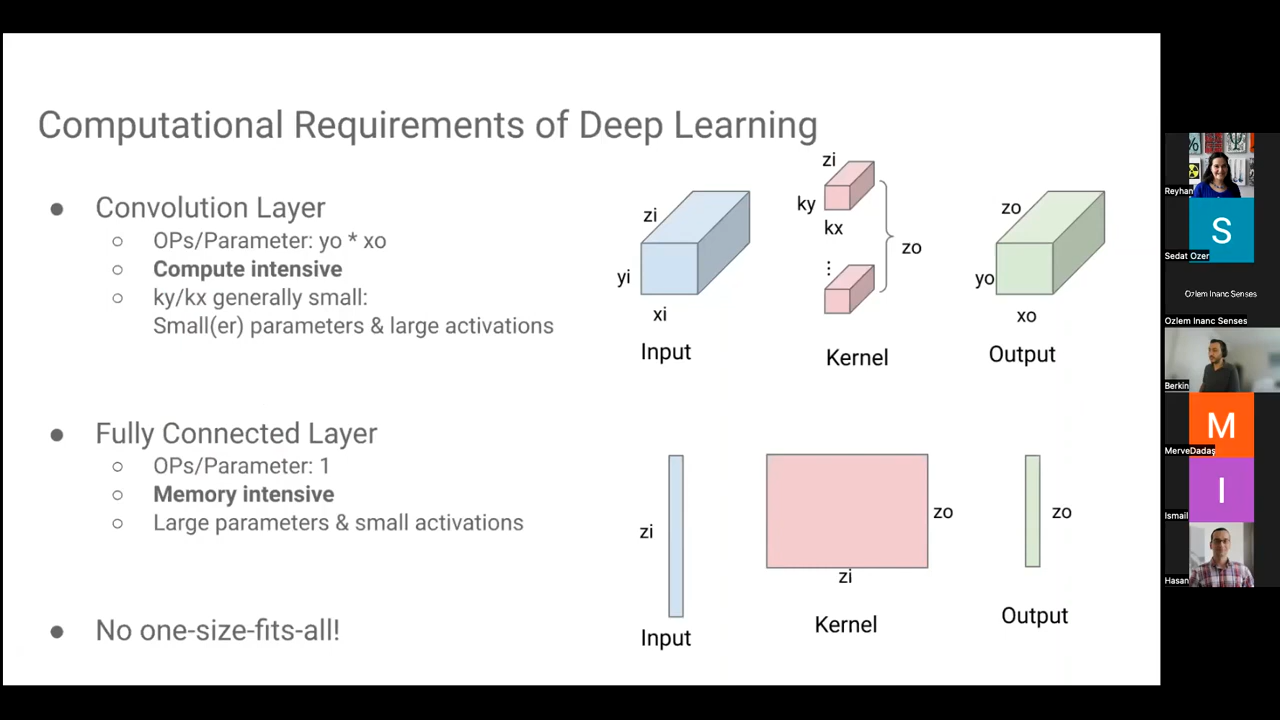 Computational Requirements of Deep Learning
● Convolution Layer
○ OPs/Parameter: yo * xo
○ Compute intensive
○ ky/kx generally small:
Small(er) parameters & large activations
● Fully Connected Layer
○ OPs/Parameter: 1
○ Memory intensive
○ Large parameters & small activations
● No one-size-fits-all!
zi
yi
xi
Input
zi
ky
kx
⋮
zo
Kernel
zo
yo
xo
Output
zi
Input
zo
zi
Kernel
zo
Output
%
Reyhan
S
Sedat Ozer
Ozlem Inanc Senses
Ozlem Inanc Senses
Berkin
M
MerveDadaş
I
Ismail
Hasan